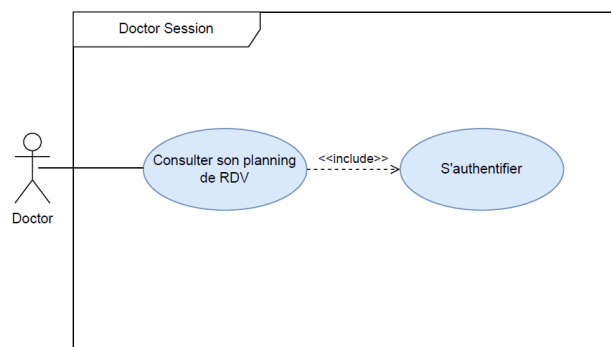 Doctor Session
Consulter son planning
de RDV
<<include>>
S'authentifier
Doctor